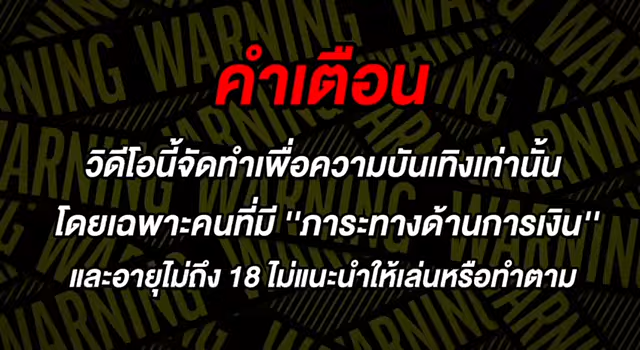 คำเตือน
วิดีโอนี้จัดทำเพื่อความบันเทิงเท่านั้น
โดยเฉพาะคนที่มี "ภาระทางด้านการเงิน"
และอายุไม่ถึง 18 ไม่แนะนำให้เล่นหรือทำตาม
WARNING WARNING WARNING